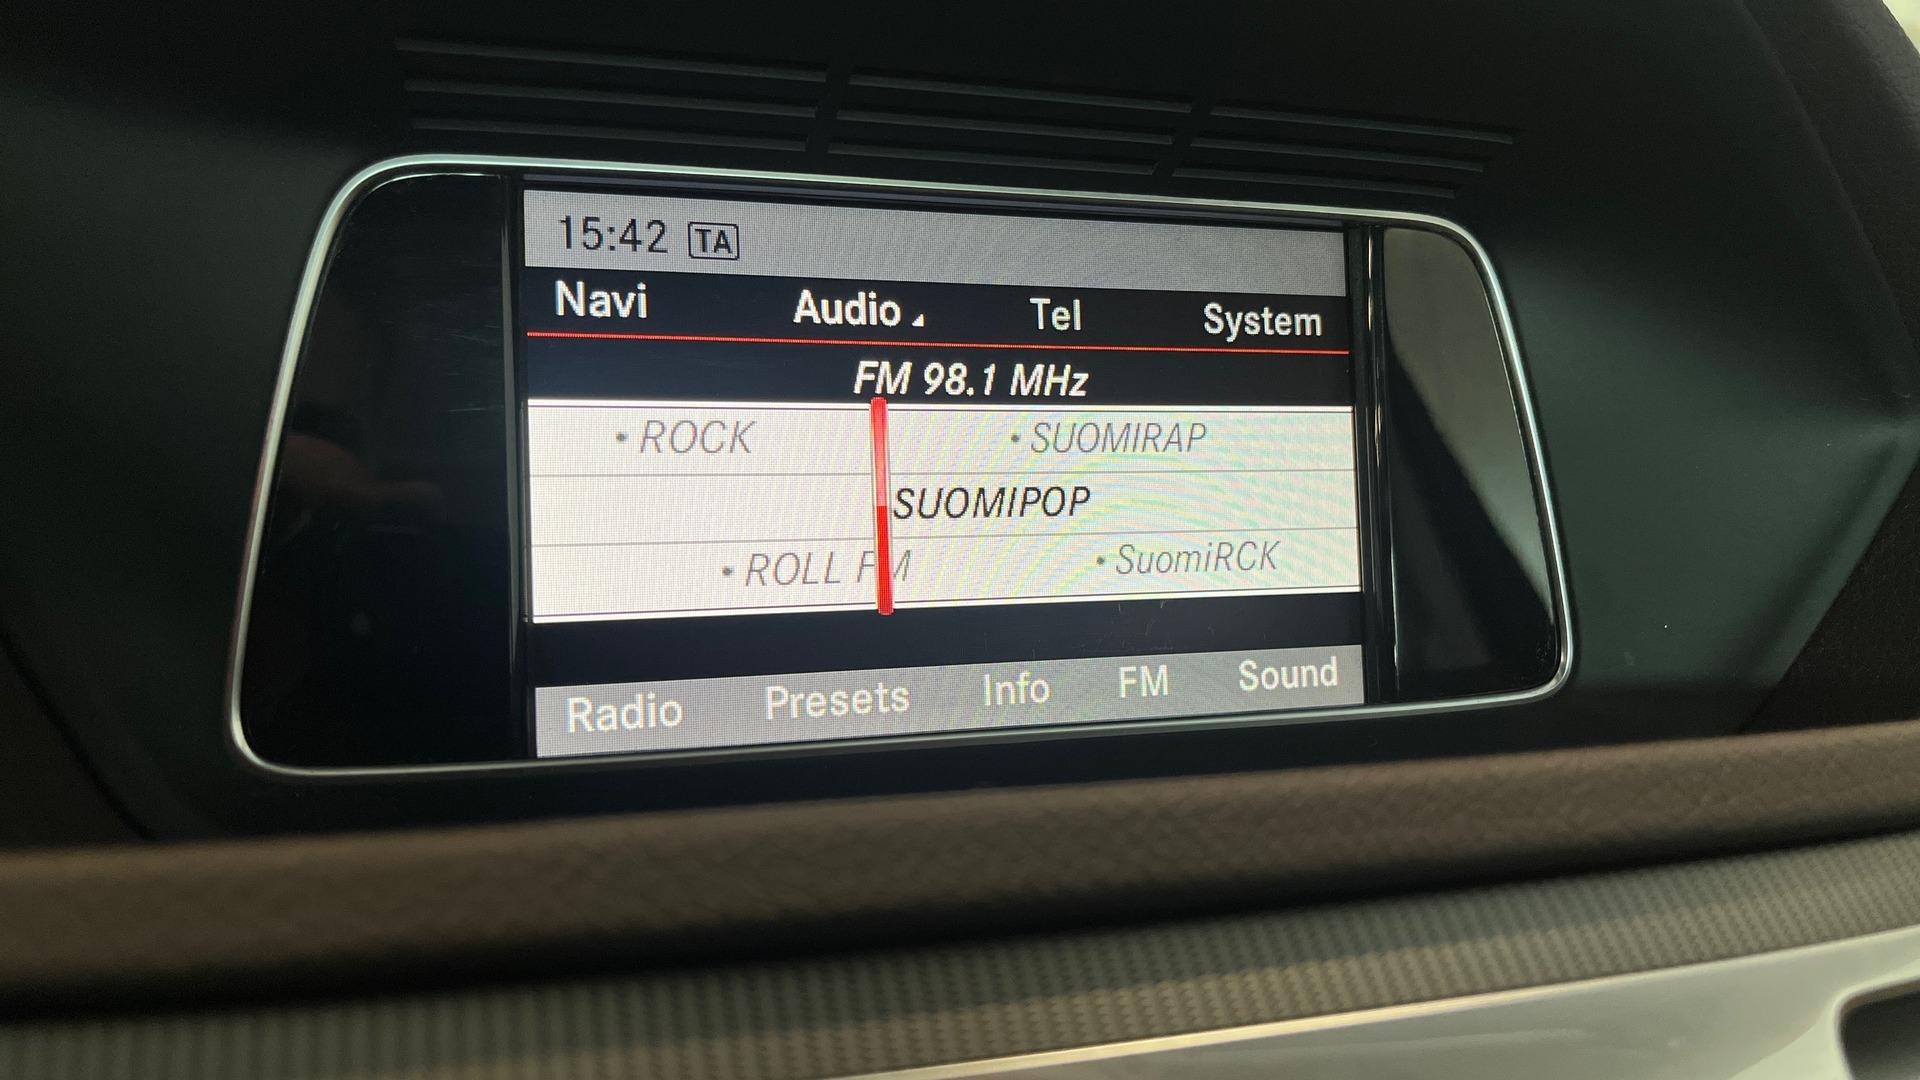 15:42 TA
Navi Audio Tel System
FM 98.1 MHz
• ROCK • SUOMIRAP
SUOMIPOP
• ROLL FM • SuomiRCK
Radio Presets Info FM Sound